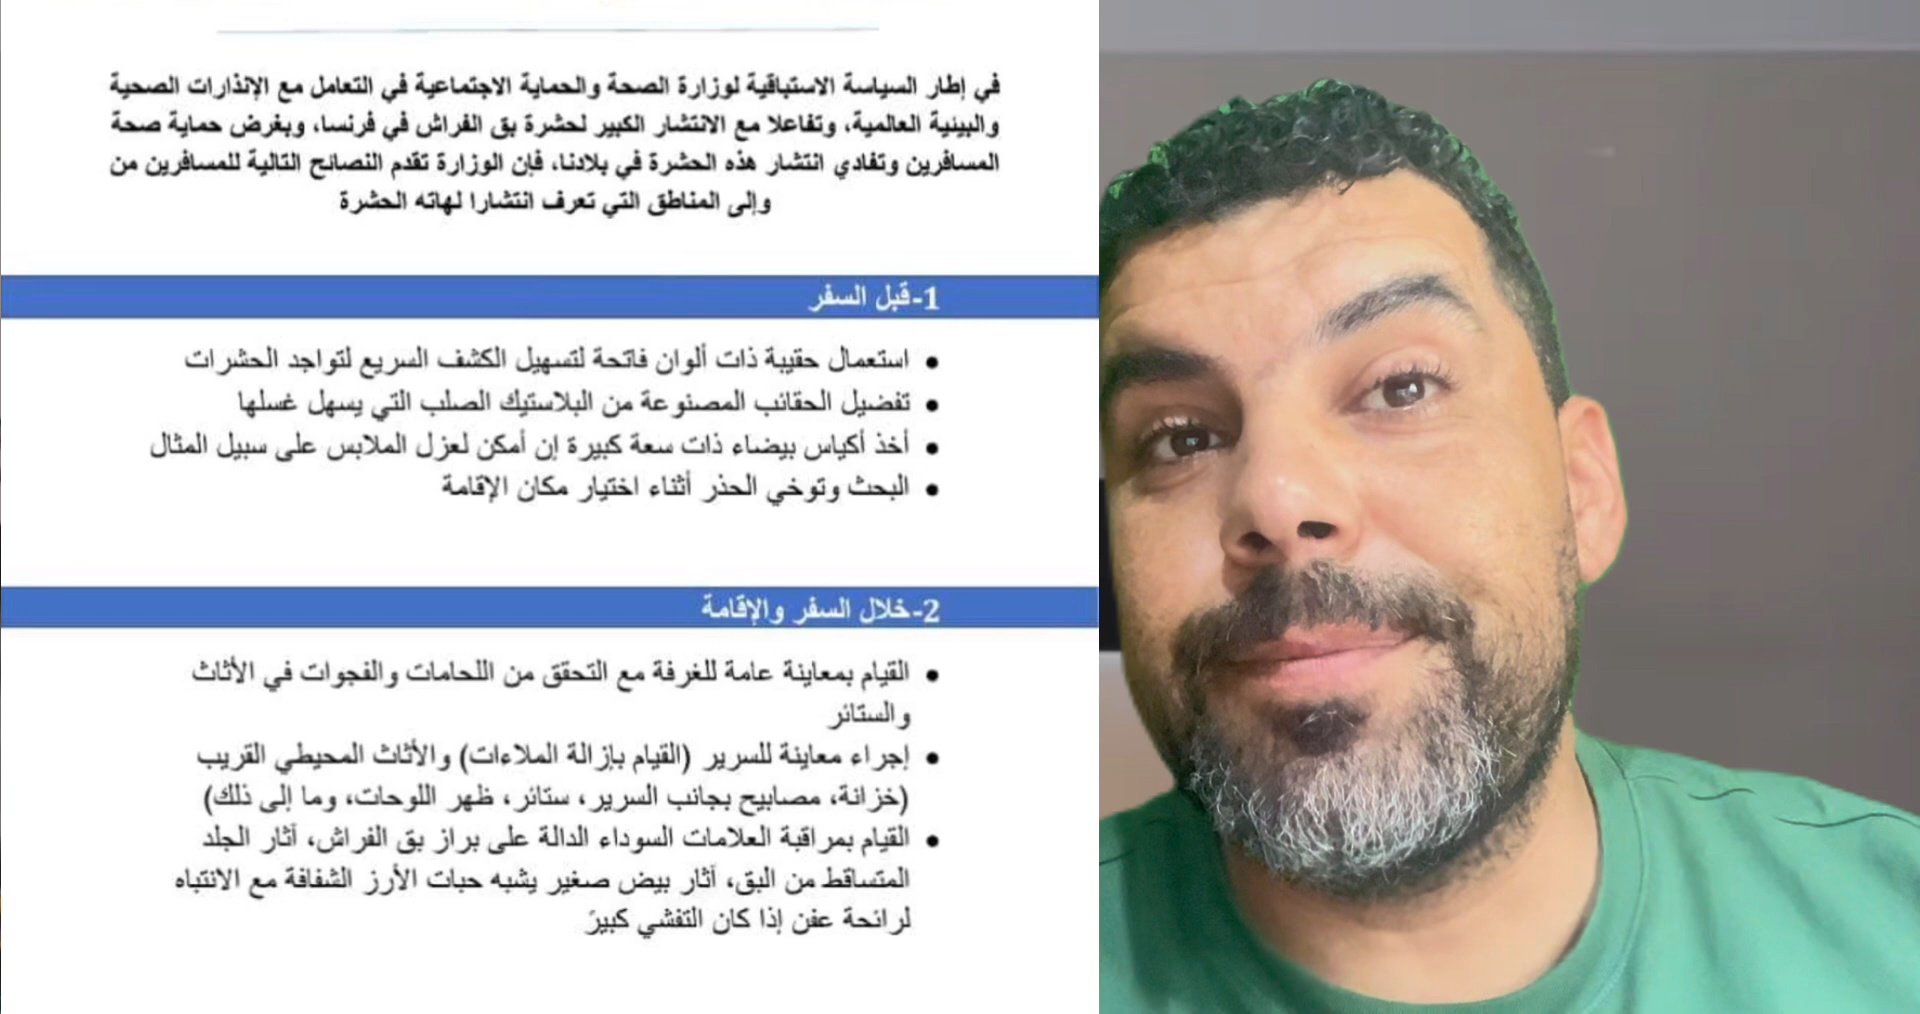 في إطار السياسة الاستباقية لوزارة الصحة والحماية الاجتماعية في التعامل مع الإنذارات الصحية
والبيئية العالمية، وتفاعلا مع الانتشار الكبير لحشرة بق الفراش في فرنسا، وبغرض حماية صحة
المسافرين وتفادي انتشار هذه الحشرة في بلادنا، فإن الوزارة تقدم النصائح التالية للمسافرين من
وإلى المناطق التي تعرف انتشارا لهاته الحشرة
1-قبل السفر
• استعمال حقيبة ذات ألوان فاتحة لتسهيل الكشف السريع لتواجد الحشرات
• تفضيل الحقائب المصنوعة من البلاستيك الصلب التي يسهل غسلها
• أخذ أكياس بيضاء ذات سعة كبيرة إن أمكن لعزل الملابس على سبيل المثال
• البحث وتوخي الحذر أثناء اختيار مكان الإقامة
2-خلال السفر والإقامة
• القيام بمعاينة عامة للغرفة مع التحقق من اللحامات والفجوات في الأثاث
والستائر
• إجراء معاينة للسرير (القيام بإزالة الملاءات) والأثاث المحيطي القريب
(خزانة، مصابيح بجانب السرير، ستائر، ظهر اللوحات، وما إلى ذلك)
• القيام بمراقبة العلامات السوداء الدالة على براز بق الفراش، آثار الجلد
المتساقط من البق، آثار بيض صغير يشبه حبات الأرز الشفافة مع الانتباه
لرائحة عفن إذا كان التفشي كبيرً